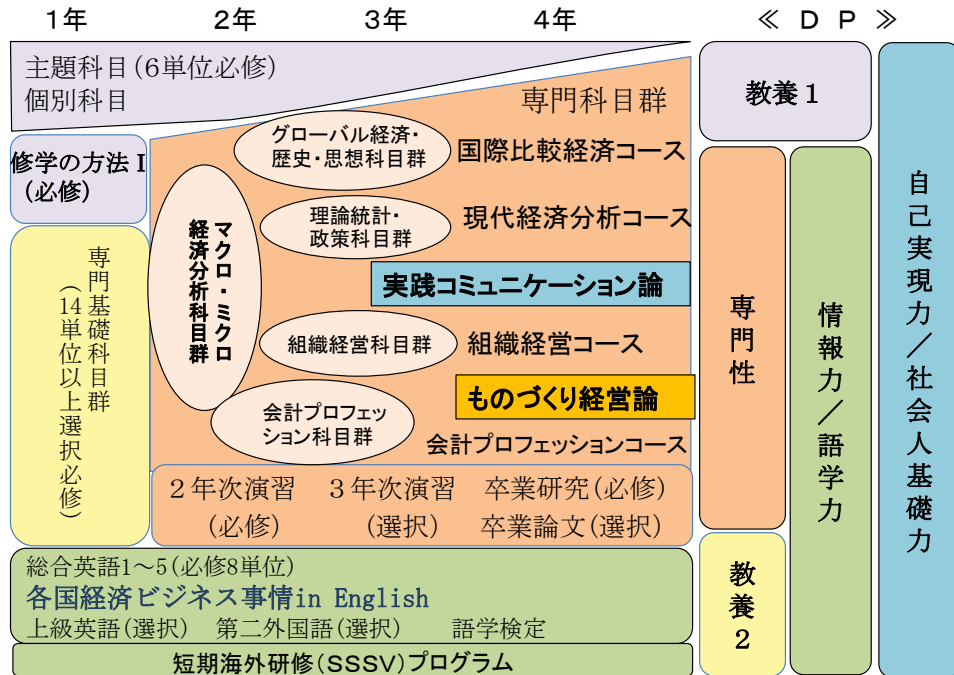 1年 2年 3年 4年 ≪ D P ≫
主題科目(6単位必修)
個別科目
専門科目群
修学の方法Ⅰ
(必修)
専門基礎科目群
(14単位以上選択必修)
マクロ・ミクロ
経済分析科目群
グローバル経済・
歴史・思想科目群
国際比較経済コース
理論統計・
政策科目群
現代経済分析コース
実践コミュニケーション論
組織経営科目群
組織経営コース
ものづくり経営論
会計プロフェッ
ション科目群
会計プロフェッションコース
2年次演習 3年次演習 卒業研究(必修)
(必修) (選択) 卒業論文(選択)
総合英語1～5(必修8単位)
各国経済ビジネス事情in English
上級英語(選択) 第二外国語(選択) 語学検定
短期海外研修(SSSV)プログラム
教養1
専門性
教養2
情報力/語学力
自己実現力/社会人基礎力